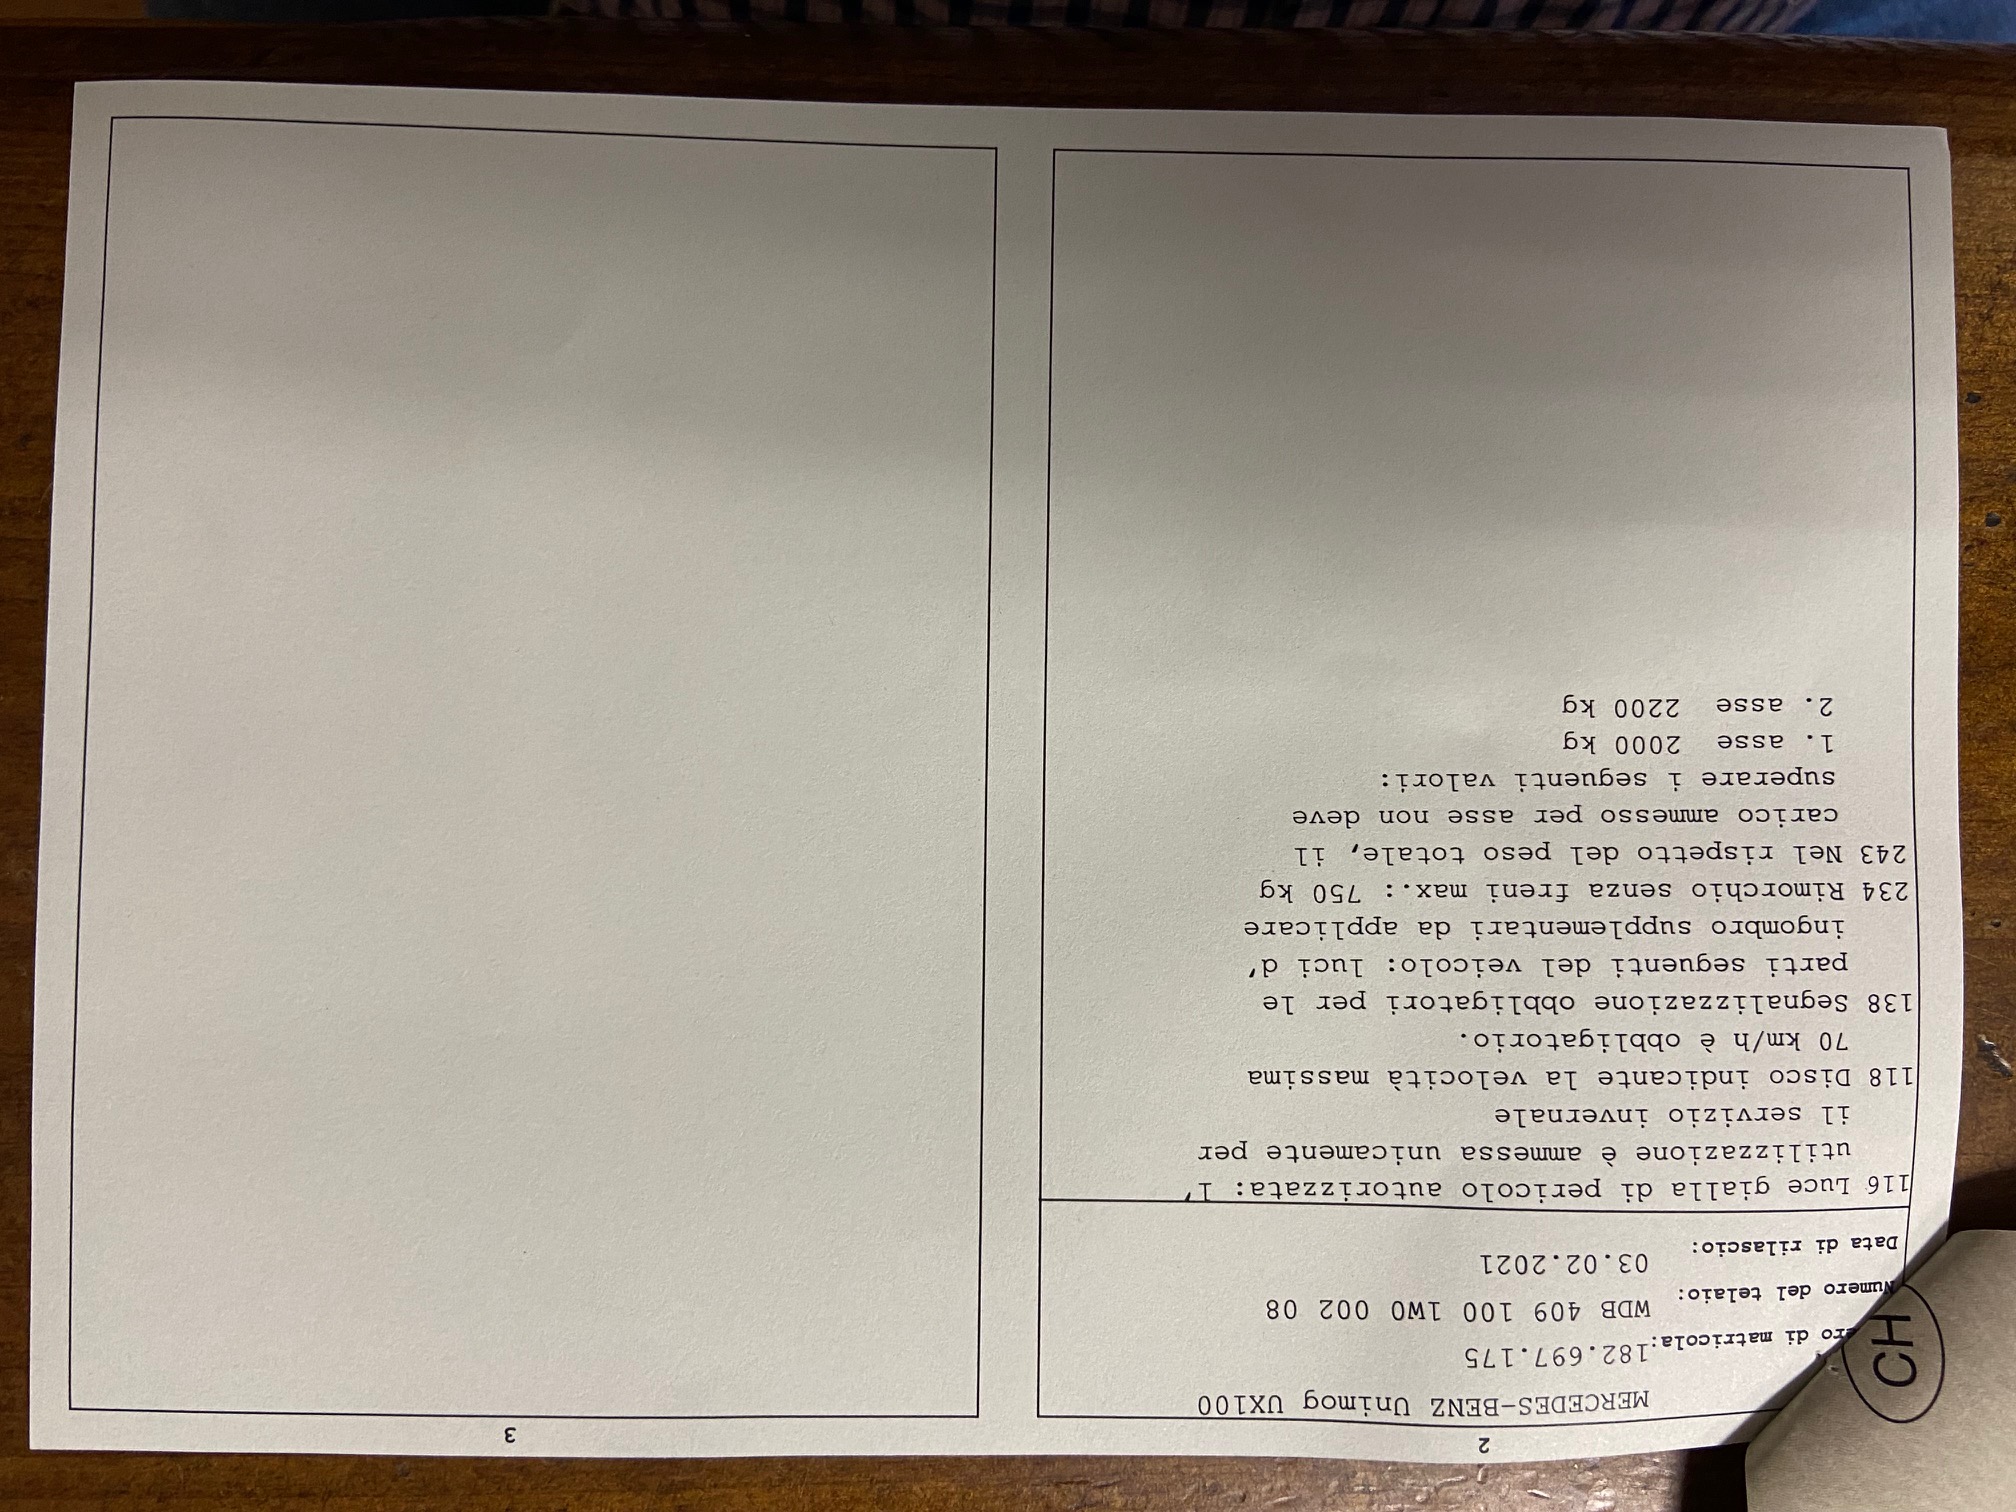 2
MERCEDES-BENZ Unimog UX100
di matricola: 182.697.175
Numero del telaio: WDB 409 100 1W0 002 08
Data di rilascio: 03.02.2021
116 Luce gialla di pericolo autorizzata: l'
utilizzazione è ammessa unicamente per
il servizio invernale
118 Disco indicante la velocità massima
70 km/h è obbligatorio.
138 Segnalizzazione obbligatori per le
parti seguenti del veicolo: luci d'
ingombro supplementari da applicare
234 Rimorchio senza freni max.: 750 kg
243 Nel rispetto del peso totale, il
carico ammesso per asse non deve
superare i seguenti valori:
1. asse 2000 kg
2. asse 2200 kg
3
CH